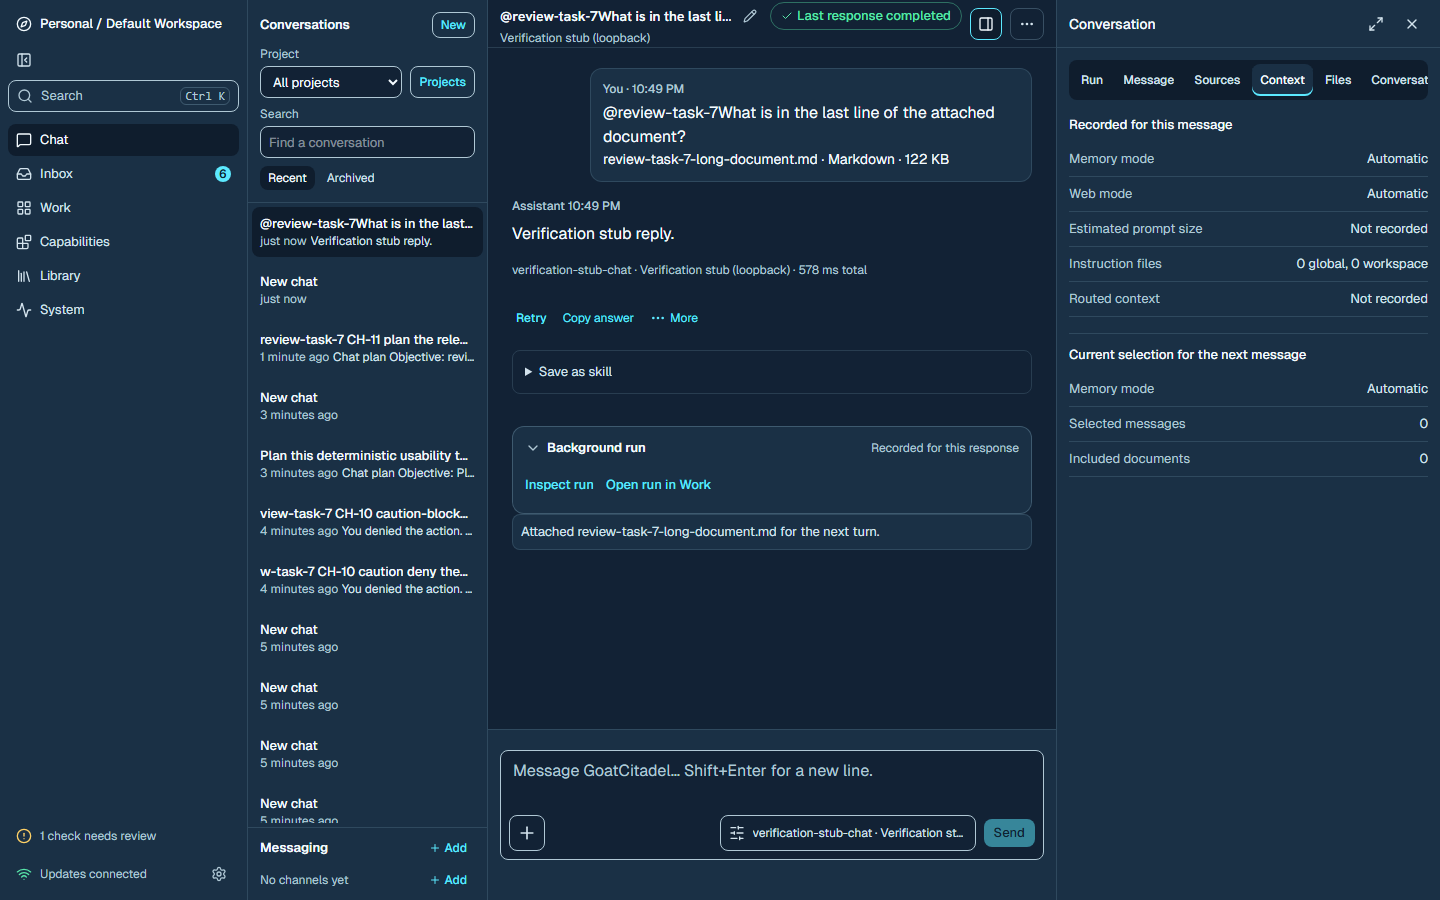 Personal / Default Workspace
Search
Ctrl K
Chat
Inbox
6
Work
Capabilities
Library
System
1 check needs review
Updates connected
Conversations
New
Project
All projects
Projects
Search
Find a conversation
Recent
Archived
@review-task-7What is in the last...
just now Verification stub reply.
New chat
just now
review-task-7 CH-11 plan the rele...
1 minute ago Chat plan Objective: revi...
New chat
3 minutes ago
Plan this deterministic usability t...
3 minutes ago Chat plan Objective: Pl...
view-task-7 CH-10 caution-block...
4 minutes ago You denied the action. ...
w-task-7 CH-10 caution deny the...
4 minutes ago You denied the action. ...
New chat
5 minutes ago
New chat
5 minutes ago
New chat
5 minutes ago
New chat
5 minutes ago
Messaging
+ Add
No channels yet
+ Add
@review-task-7What is in the last li...
Verification stub (loopback)
Last response completed
You · 10:49 PM
@review-task-7What is in the last line of the attached
document?
review-task-7-long-document.md · Markdown · 122 KB
Assistant 10:49 PM
Verification stub reply.
verification-stub-chat · Verification stub (loopback) · 578 ms total
Retry
Copy answer
··· More
Save as skill
Background run
Recorded for this response
Inspect run
Open run in Work
Attached review-task-7-long-document.md for the next turn.
Message GoatCitadel... Shift+Enter for a new line.
verification-stub-chat · Verification st...
Send
Conversation
Run
Message
Sources
Context
Files
Conversat
Recorded for this message
Memory mode
Automatic
Web mode
Automatic
Estimated prompt size
Not recorded
Instruction files
0 global, 0 workspace
Routed context
Not recorded
Current selection for the next message
Memory mode
Automatic
Selected messages
0
Included documents
0